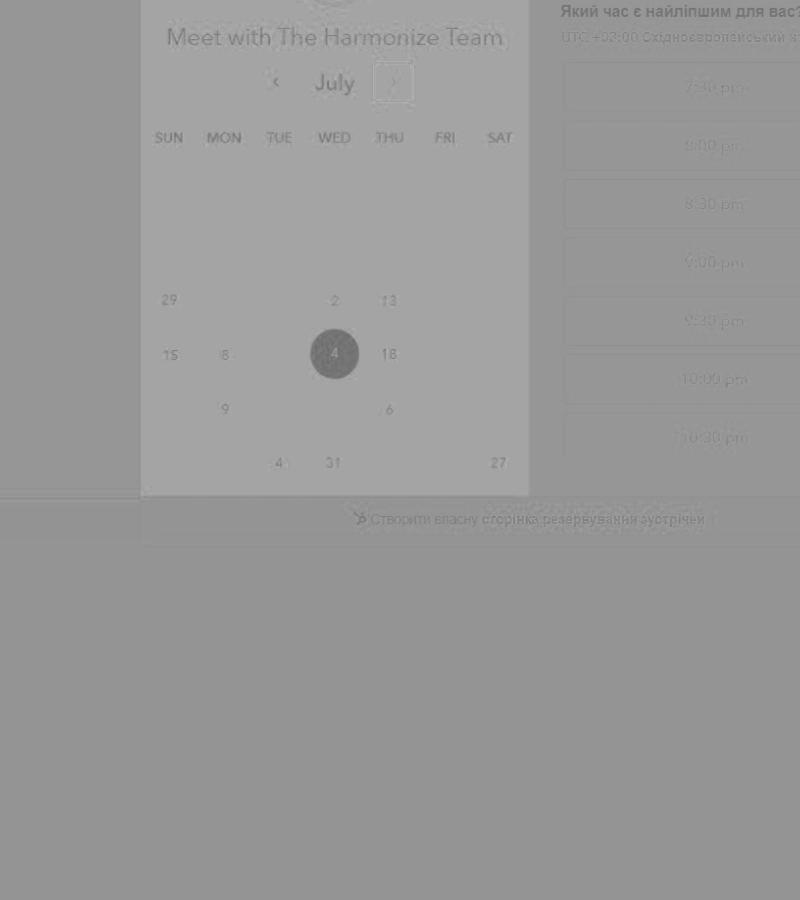 Meet with The Harmonize Team
July
SUN MON TUE WED THU FRI SAT
29 2 13
15 8 4 18
9 6
4 31 27
Який час є найліпшим для вас?
UTC +03:00 Східноєвропейський
7:30 pm
8:00 pm
8:30 pm
9:00 pm
9:30 pm
10:00 pm
10:30 pm
Створити власну сторінка резервування зустрічей